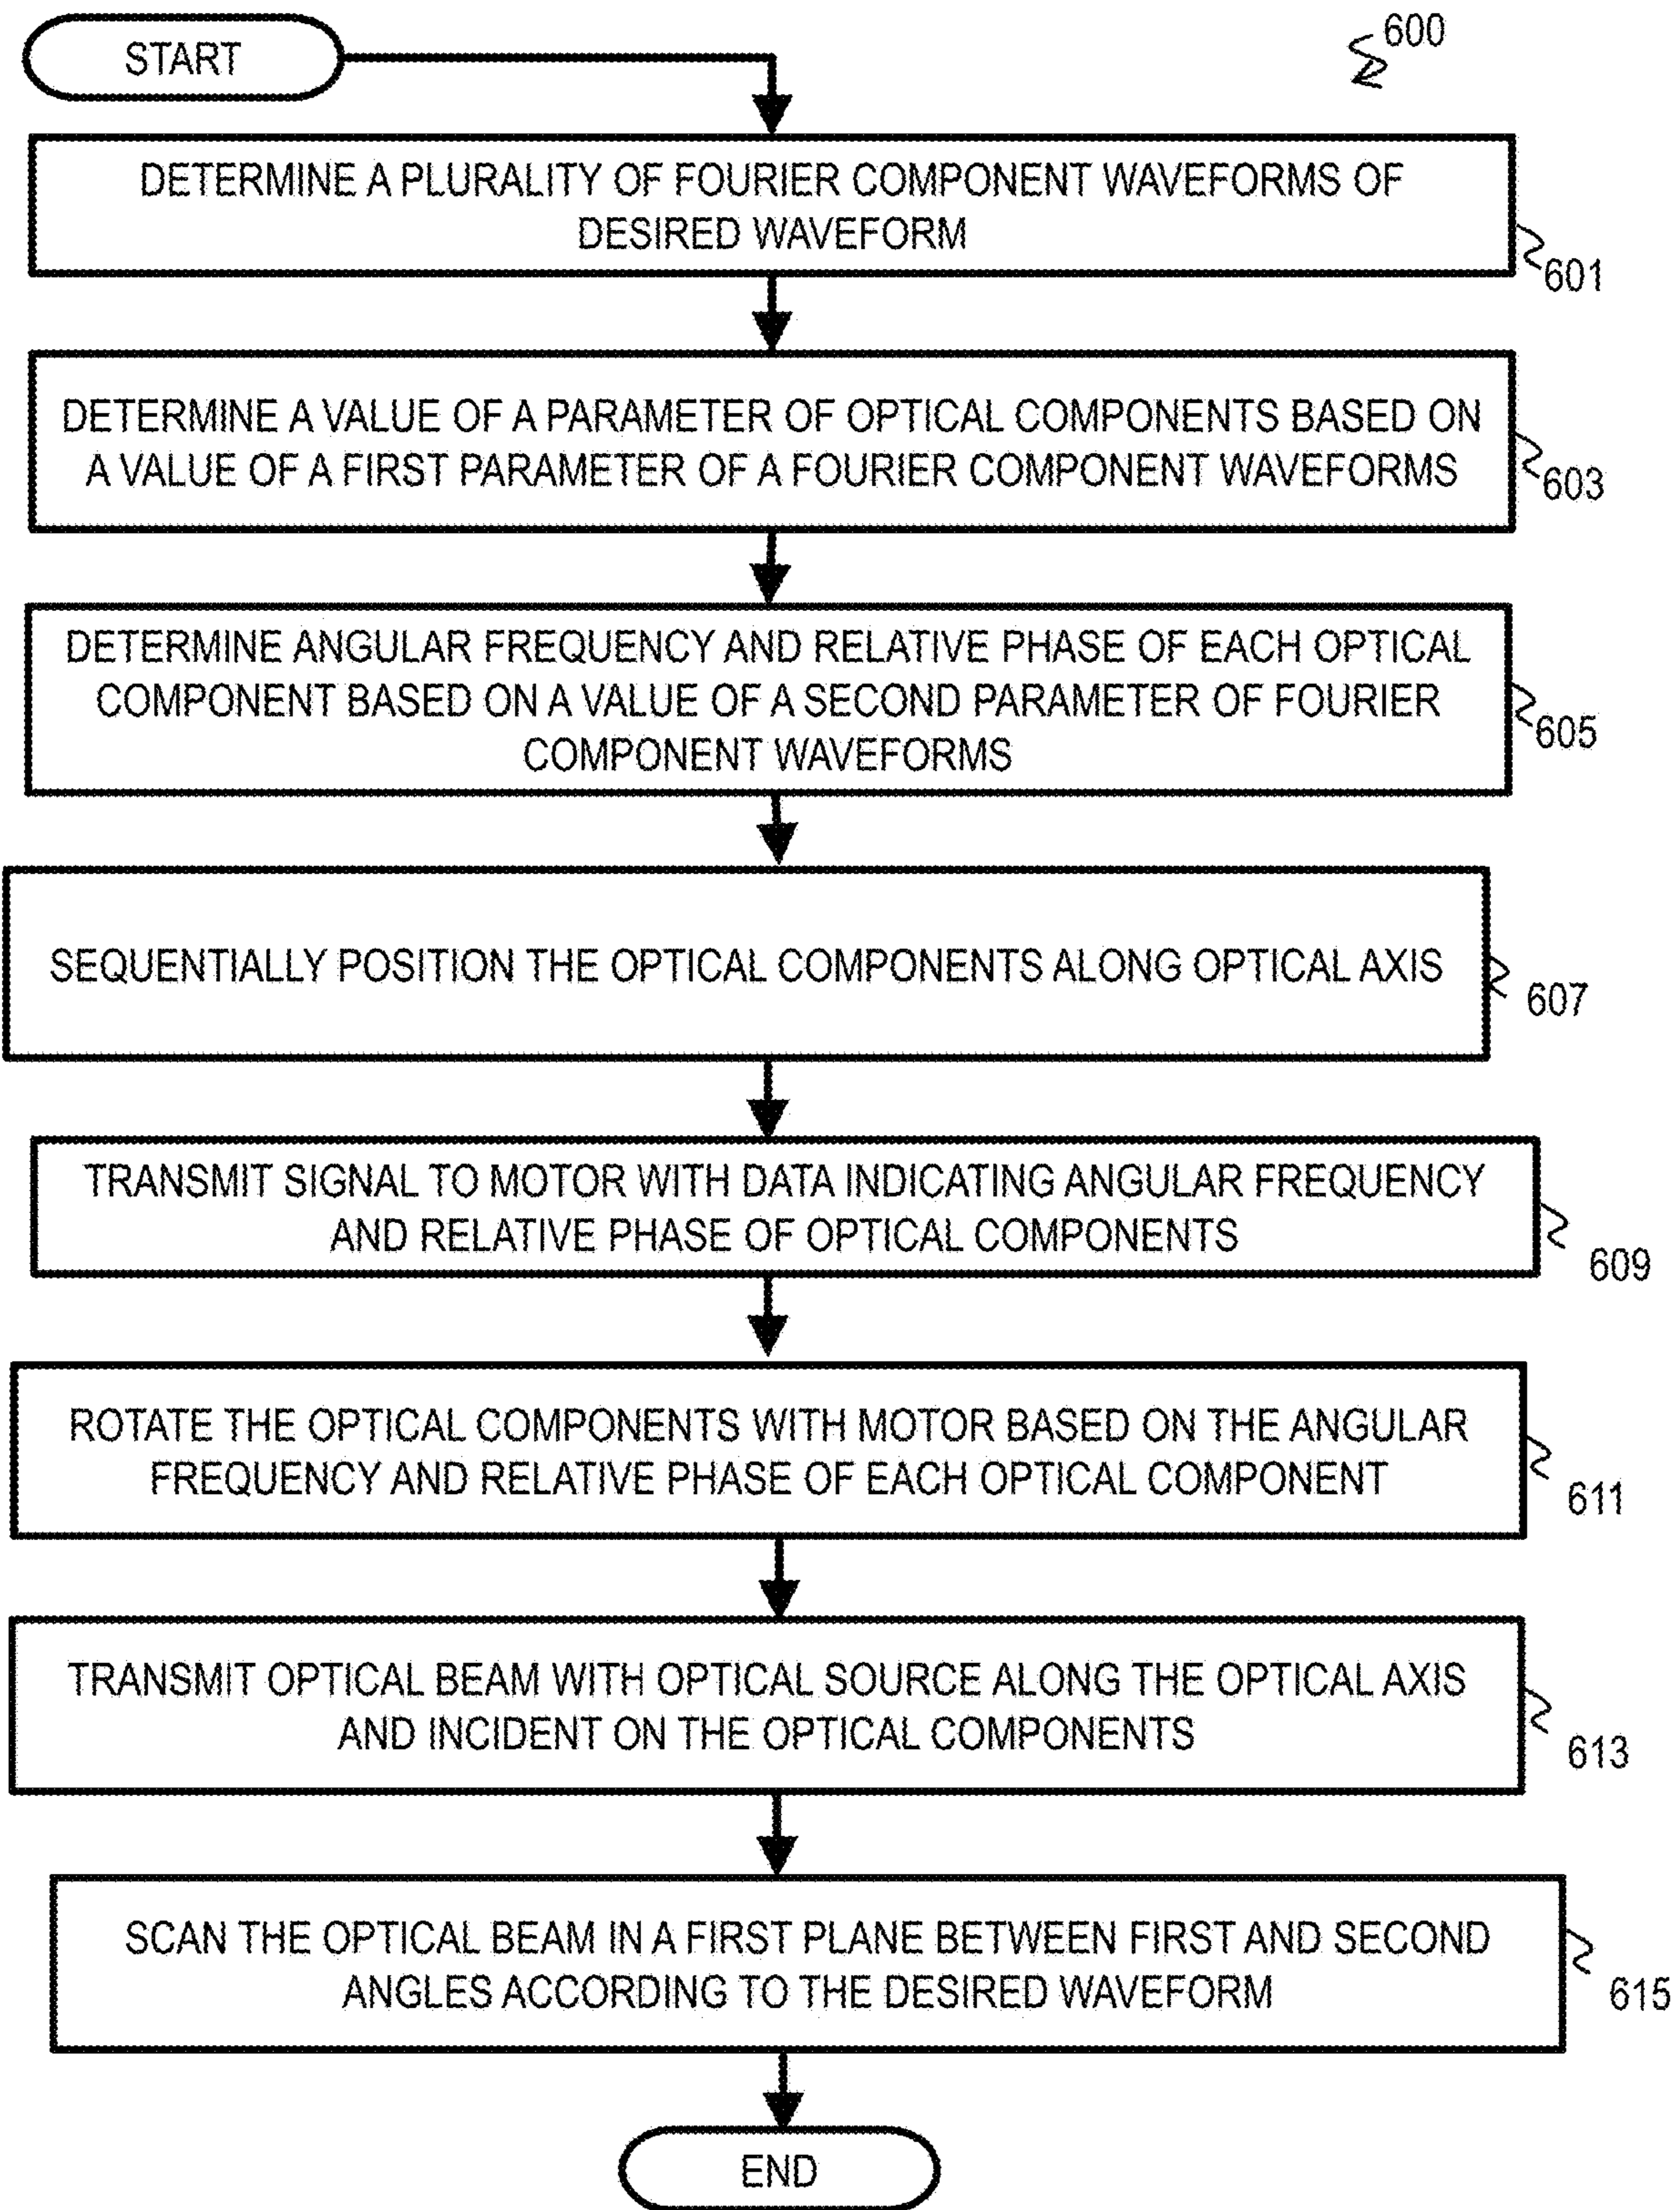 START
600
DETERMINE A PLURALITY OF FOURIER COMPONENT WAVEFORMS OF
DESIRED WAVEFORM
601
DETERMINE A VALUE OF A PARAMETER OF OPTICAL COMPONENTS BASED ON
A VALUE OF A FIRST PARAMETER OF A FOURIER COMPONENT WAVEFORMS
603
DETERMINE ANGULAR FREQUENCY AND RELATIVE PHASE OF EACH OPTICAL
COMPONENT BASED ON A VALUE OF A SECOND PARAMETER OF FOURIER
COMPONENT WAVEFORMS
605
SEQUENTIALLY POSITION THE OPTICAL COMPONENTS ALONG OPTICAL AXIS
607
TRANSMIT SIGNAL TO MOTOR WITH DATA INDICATING ANGULAR FREQUENCY
AND RELATIVE PHASE OF OPTICAL COMPONENTS
609
ROTATE THE OPTICAL COMPONENTS WITH MOTOR BASED ON THE ANGULAR
FREQUENCY AND RELATIVE PHASE OF EACH OPTICAL COMPONENT
611
TRANSMIT OPTICAL BEAM WITH OPTICAL SOURCE ALONG THE OPTICAL AXIS
AND INCIDENT ON THE OPTICAL COMPONENTS
613
SCAN THE OPTICAL BEAM IN A FIRST PLANE BETWEEN FIRST AND SECOND
ANGLES ACCORDING TO THE DESIRED WAVEFORM
615
END